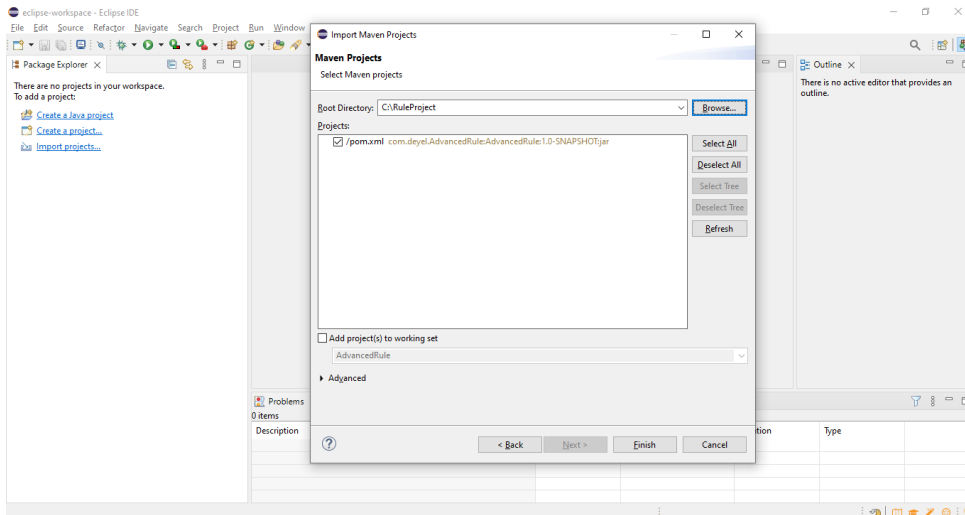 eclipse-workspace - Eclipse IDE
File Edit Source Refactor Navigate Search Project Run Window
Package Explorer
There are no projects in your workspace.
To add a project:
Create a Java project
Create a project...
Import projects...
Import Maven Projects
Maven Projects
Select Maven projects
Root Directory: C:\RuleProject Browse...
Projects:
/pom.xml com.deyel.AdvancedRule:AdvancedRule:1.0-SNAPSHOT:jar
Select All
Deselect All
Select Tree
Deselect Tree
Refresh
Add project(s) to working set
AdvancedRule
Advanced
< Back Next > Finish Cancel
Outline
There is no active editor that provides an
outline.
Problems
0 items
Description Type